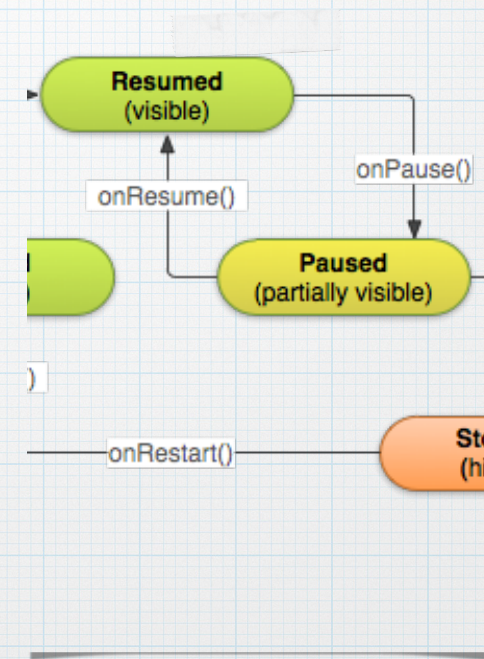 Resumed
(visible)
onPause()
onResume()
Paused
(partially visible)
)
)
onRestart()